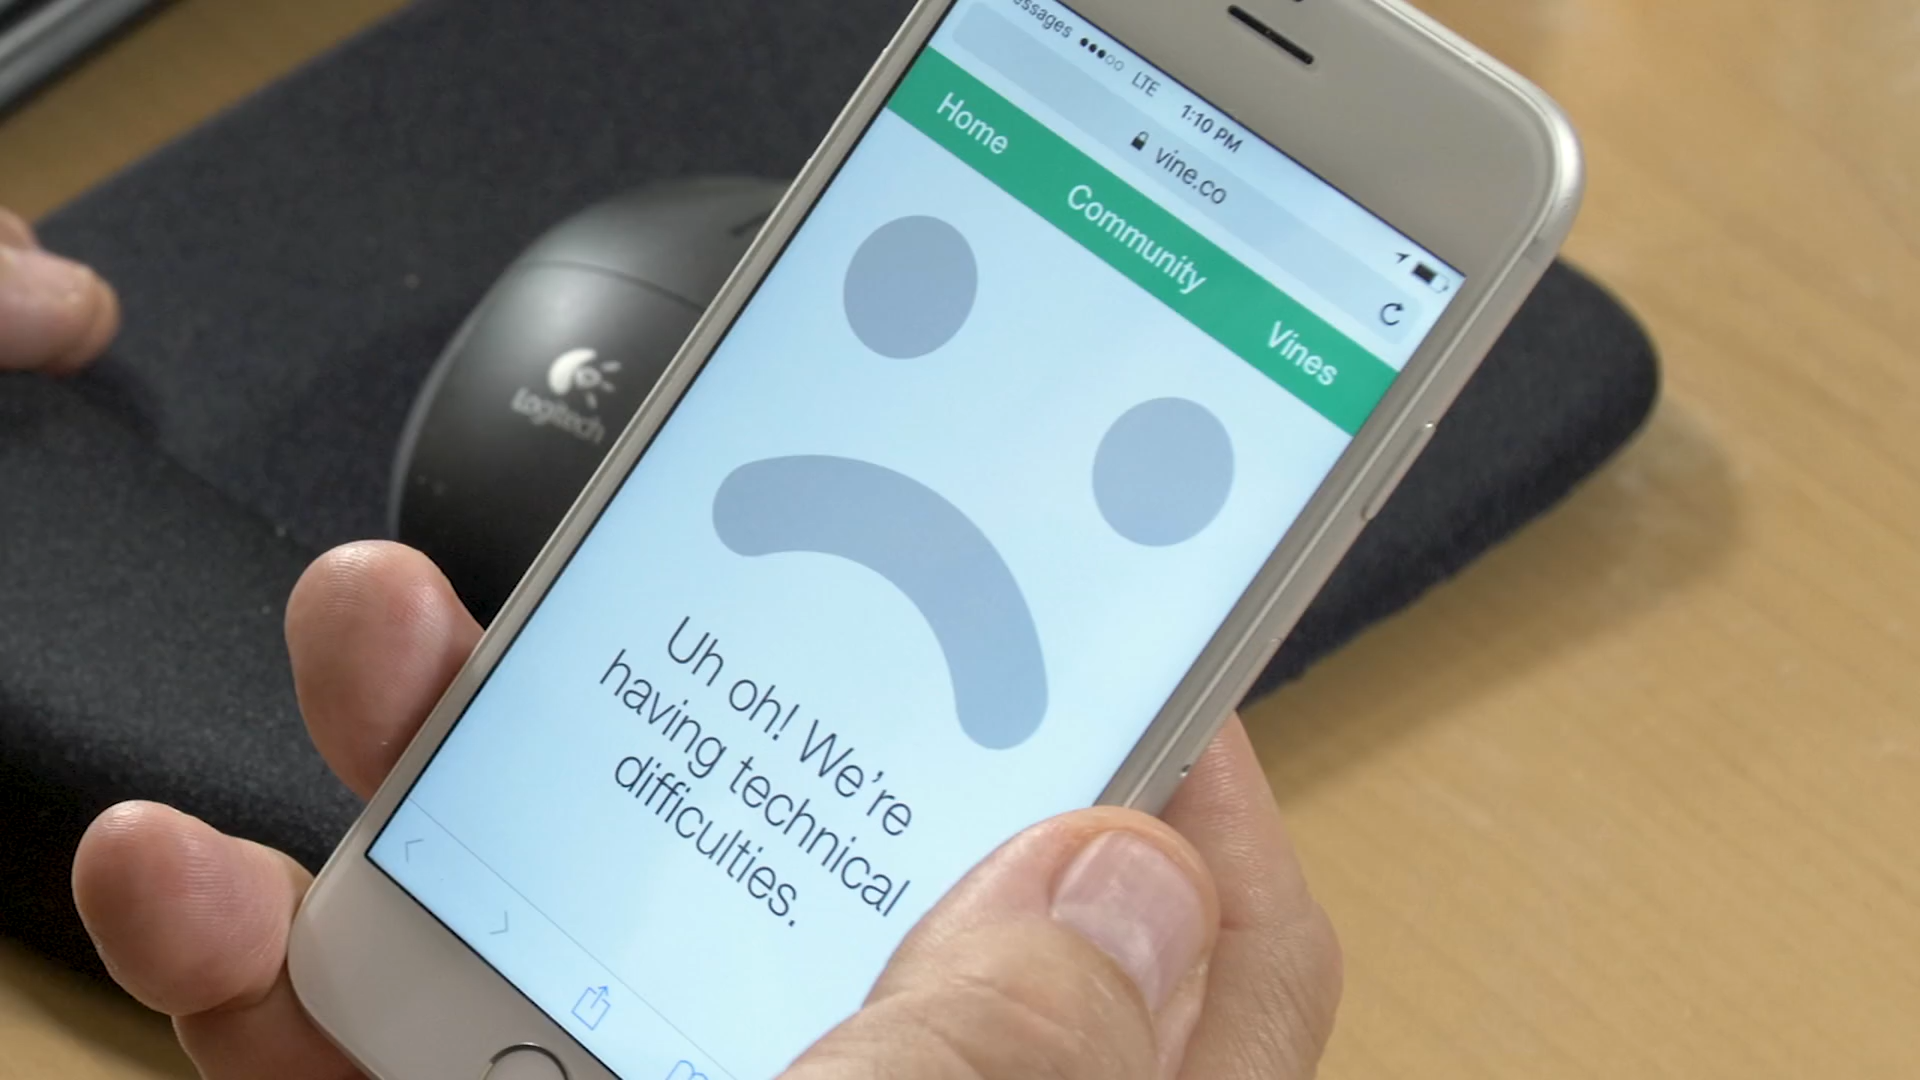 LTE 1:10 PM
vine.co
Home Community Vines
Uh oh! We’re
having technical
difficulties.
Logitech